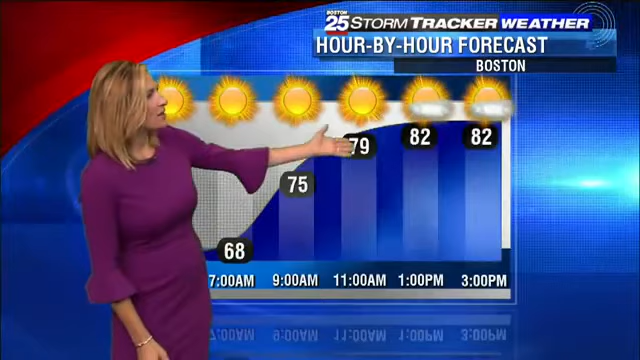 BOSTON
25 STORM TRACKER WEATHER
HOUR-BY-HOUR FORECAST
BOSTON
68 75 79 82 82
7:00AM 9:00AM 11:00AM 1:00PM 3:00PM